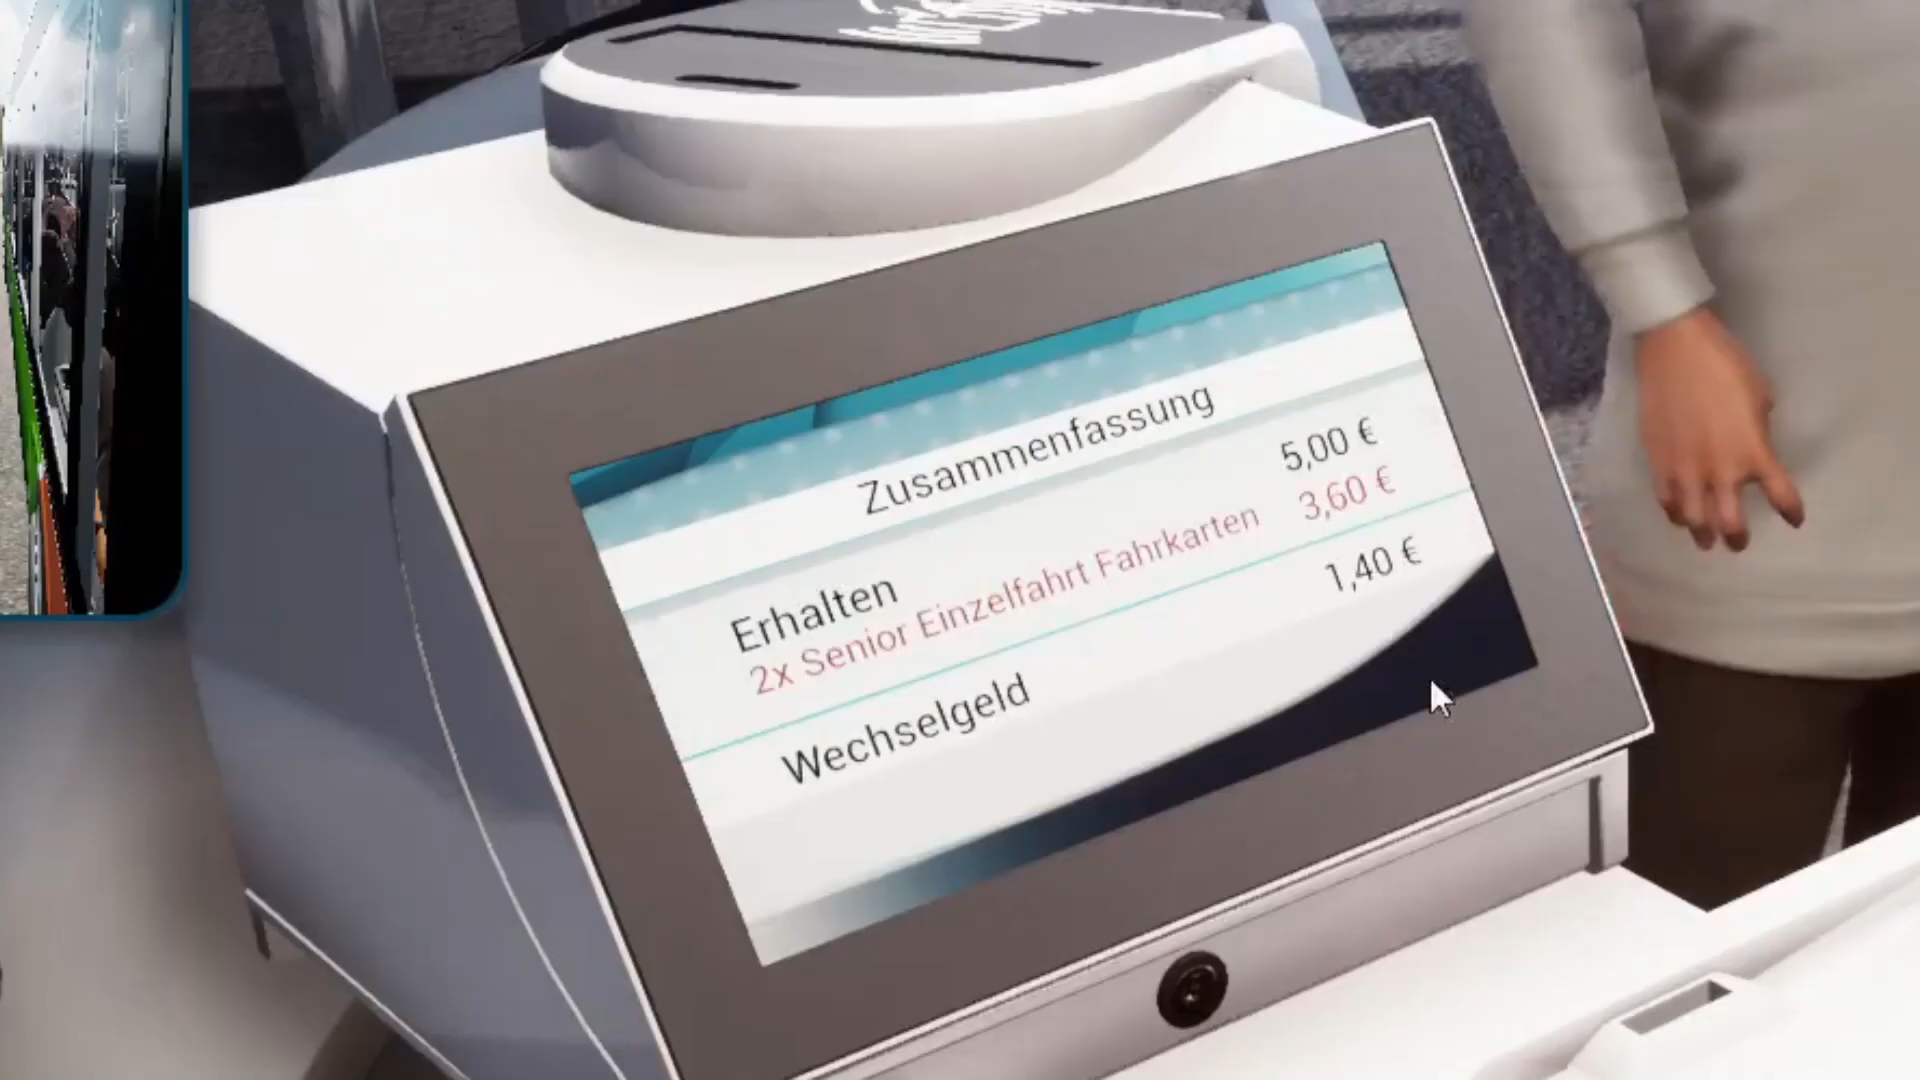 Zusammenfassung
Erhalten 5,00 €
2x Senior Einzelfahrt Fahrkarten 3,60 €
Wechselgeld 1,40 €